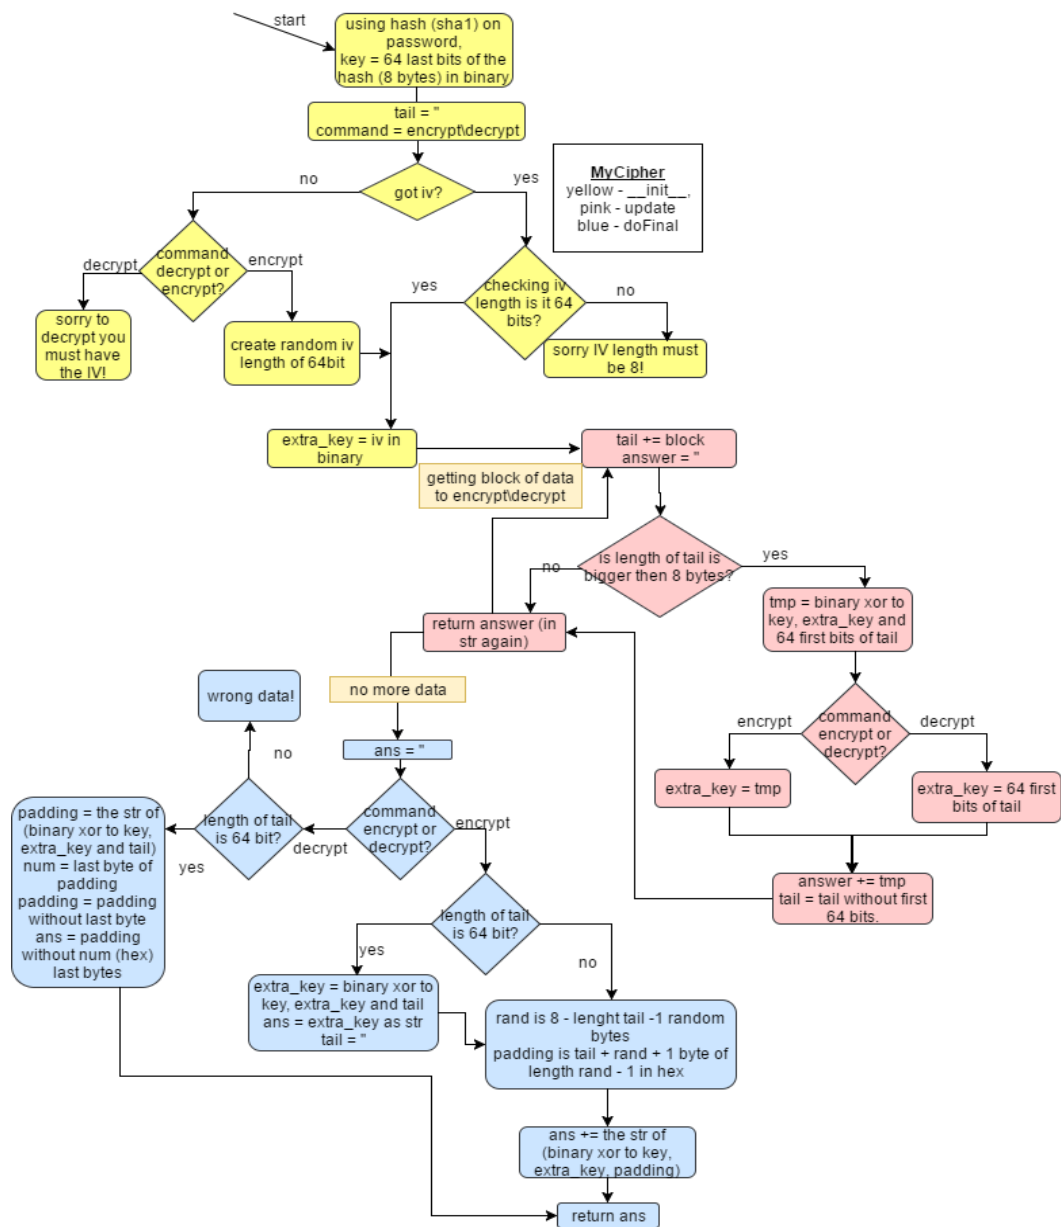 start
using hash (sha1) on
password,
key = 64 last bits of the
hash (8 bytes) in binary
tail = ''
command = encrypt\decrypt
MyCipher
yellow - __init__,
pink - update
blue - doFinal
no
got iv?
yes
command
decrypt or
encrypt?
decrypt
encrypt
checking iv
length is it 64
bits?
yes
no
sorry to
decrypt you
must have
the IV!
create random iv
length of 64bit
sorry IV length must
be 8!
extra_key = iv in
binary
tail += block
answer = ''
getting block of data
to encrypt\decrypt
is length of tail is
bigger then 8 bytes?
no
yes
return answer (in
str again)
tmp = binary xor to
key, extra_key and
64 first bits of tail
no more data
wrong data!
command
encrypt or
decrypt?
encrypt
decrypt
ans = ''
no
extra_key = tmp
extra_key = 64 first
bits of tail
padding = the str of
(binary xor to key,
extra_key and tail)
num = last byte of
padding
padding = padding
without last byte
ans = padding
without num (hex)
last bytes
length of tail
is 64 bit?
yes
command
encrypt or
decrypt?
decrypt
encrypt
answer += tmp
tail = tail without first
64 bits.
length of tail
is 64 bit?
yes
no
extra_key = binary xor to
key, extra_key and tail
ans = extra_key as str
tail = ''
rand is 8 - lenght tail -1 random
bytes
padding is tail + rand + 1 byte of
length rand - 1 in hex
ans += the str of
(binary xor to key,
extra_key, padding)
return ans